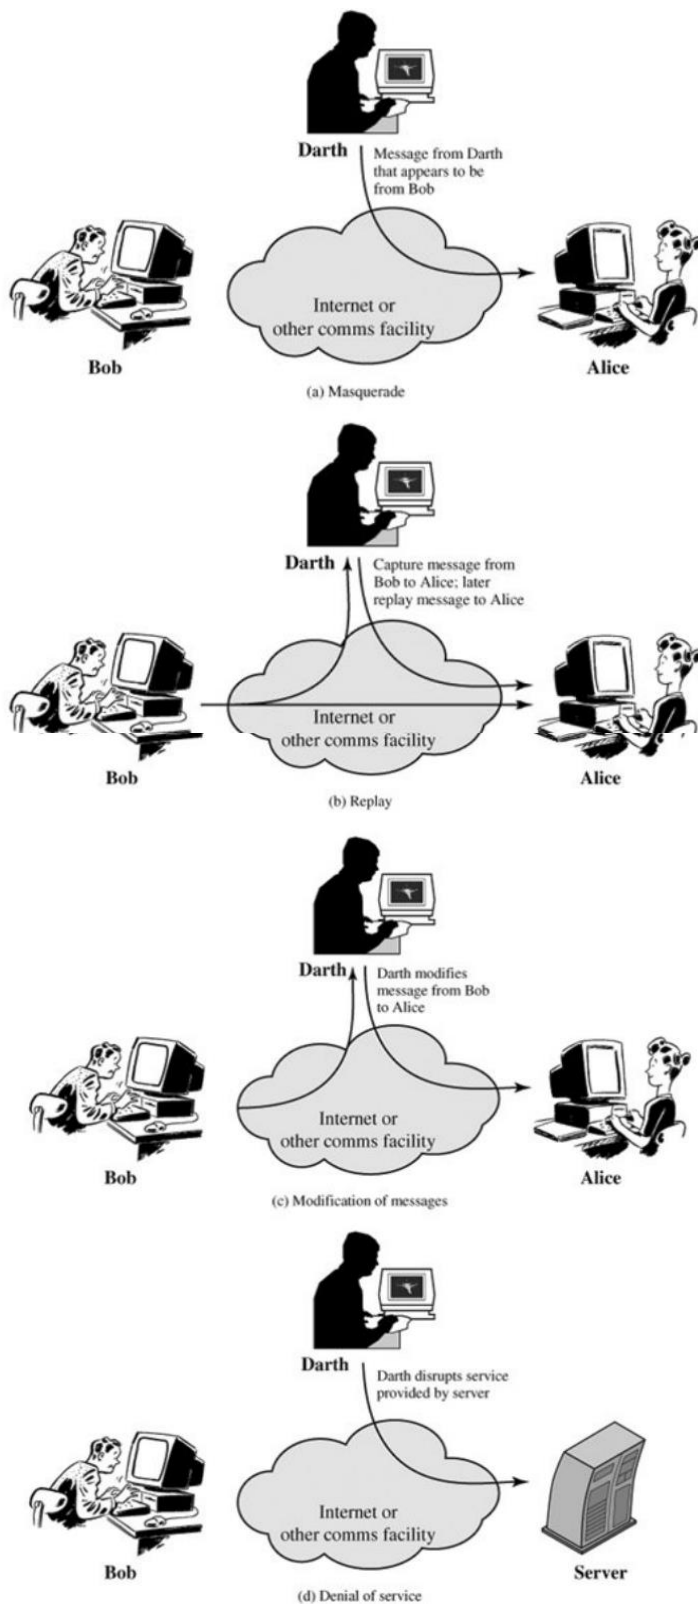 Darth
Message from Darth
that appears to be
from Bob
Internet or
other comms facility
Bob
Alice
(a) Masquerade
Darth
Capture message from
Bob to Alice; later
replay message to Alice
Internet or
other comms facility
Bob
Alice
(b) Replay
Darth
Darth modifies
message from Bob
to Alice
Internet or
other comms facility
Bob
Alice
(c) Modification of messages
Darth
Darth disrupts service
provided by server
Internet or
other comms facility
Bob
Server
(d) Denial of service